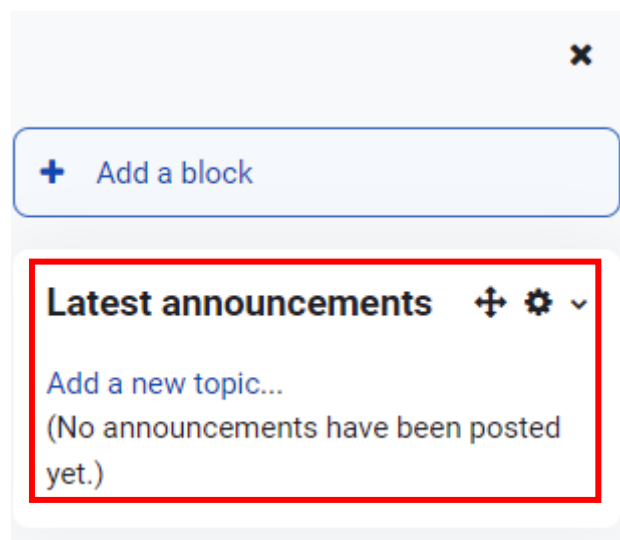 Add a block
Latest announcements
Add a new topic...
(No announcements have been posted
yet.)